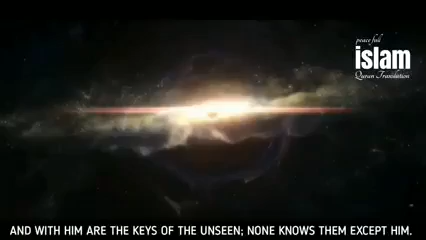 peace full
islam
Quran Translation
AND WITH HIM ARE THE KEYS OF THE UNSEEN; NONE KNOWS THEM EXCEPT HIM.